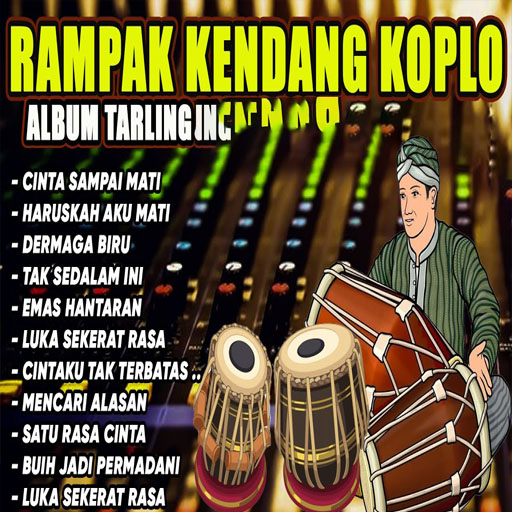 RAMPAK KENDANG KOPLO
ALBUM TARLING
- CINTA SAMPAI MATI
- HARUSKAH AKU MATI
- DERMAGA BIRU
- TAK SEDALAM INI
- EMAS HANTARAN
- LUKA SEKERAT RASA
- CINTAKU TAK TERBATAS ..
- MENCARI ALASAN
- SATU RASA CINTA
- BUIH JADI PERMADANI
- LUKA SEKERAT RASA